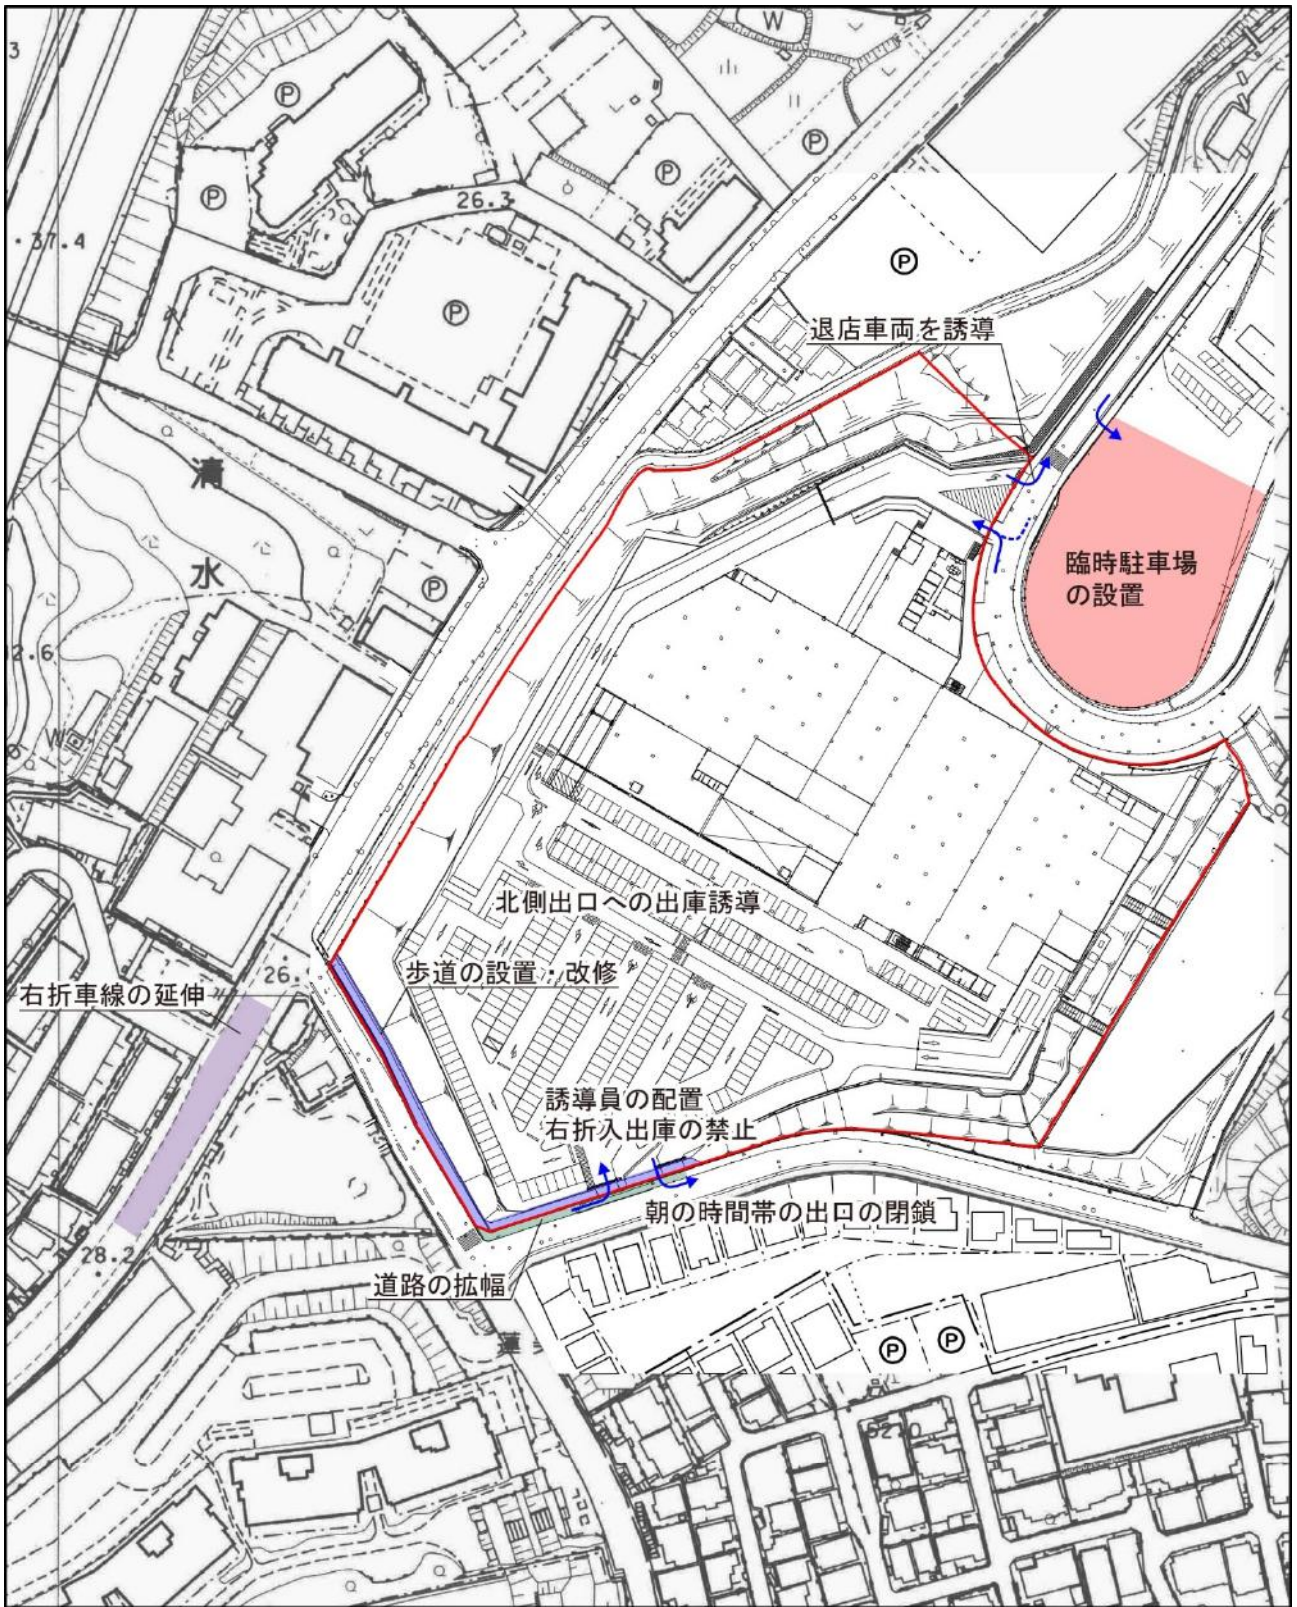 W
3
Ⓟ
Ⓟ
Ⓟ
Ⓟ
26.3
・37.4
Ⓟ
Ⓟ
退店車両を誘導
清
水
Ⓟ
臨時駐車場
の設置
2.6
W
北側出口への出庫誘導
歩道の設置・改修
26.
右折車線の延伸
誘導員の配置
右折入出庫の禁止
朝の時間帯の出口の閉鎖
28.2
道路の拡幅
蓮
Ⓟ
Ⓟ